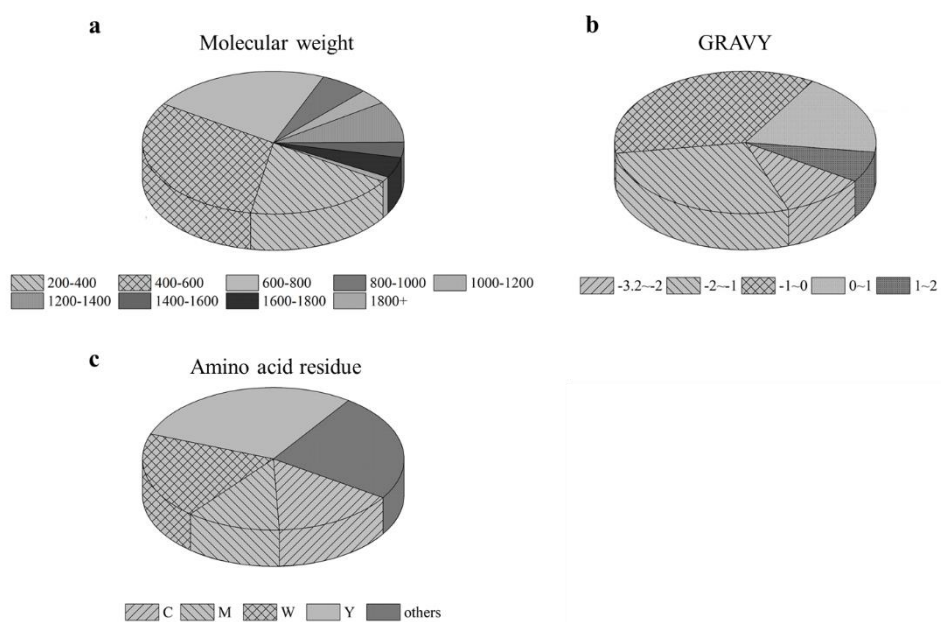 a
Molecular weight
200-400 400-600 600-800 800-1000 1000-1200
1200-1400 1400-1600 1600-1800 1800+
b
GRAVY
-3.2~-2 -2~-1 -1~0 0~1 1~2
c
Amino acid residue
C M W Y others